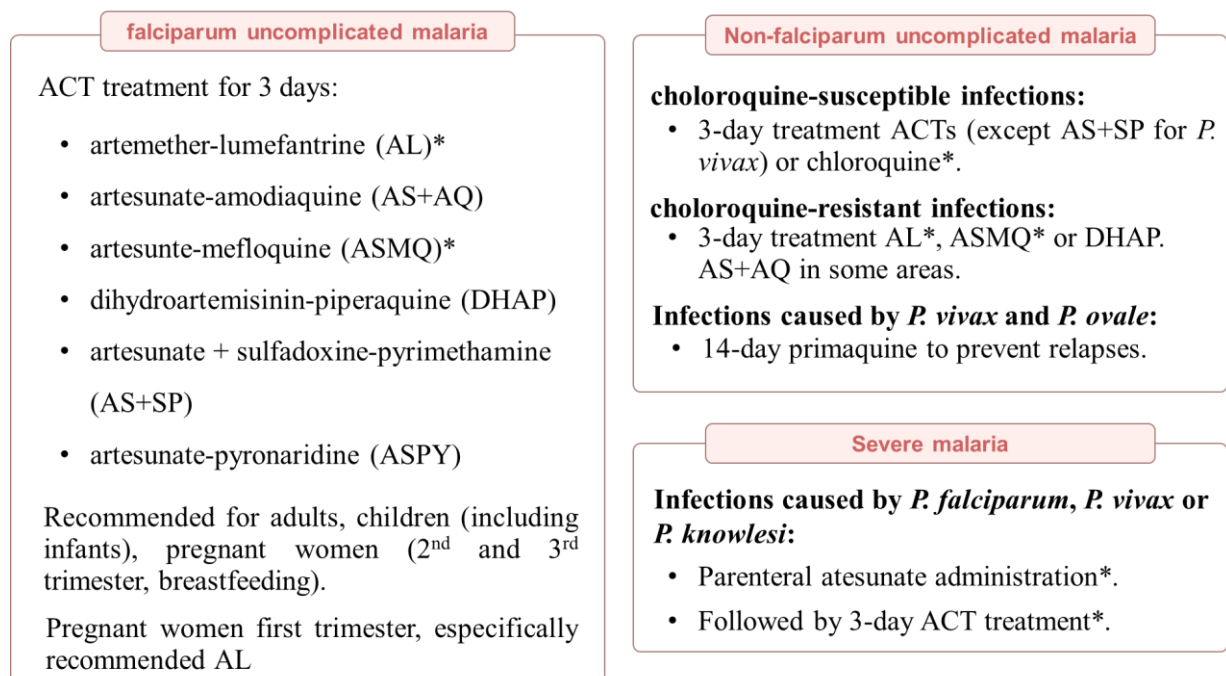 falciparum uncomplicated malaria
ACT treatment for 3 days:
• artemether-lumefantrine (AL)*
• artesunate-amodiaquine (AS+AQ)
• artesunte-mefloquine (ASMQ)*
• dihydroartemisinin-piperaquine (DHAP)
• artesunate + sulfadoxine-pyrimethamine
(AS+SP)
• artesunate-pyronaridine (ASPY)
Recommended for adults, children (including
infants), pregnant women (2nd and 3rd
trimester, breastfeeding).
Pregnant women first trimester, especifically
recommended AL
Non-falciparum uncomplicated malaria
choloroquine-susceptible infections:
• 3-day treatment ACTs (except AS+SP for P.
vivax) or chloroquine*.
choloroquine-resistant infections:
• 3-day treatment AL*, ASMQ* or DHAP.
AS+AQ in some areas.
Infections caused by P. vivax and P. ovale:
• 14-day primaquine to prevent relapses.
Severe malaria
Infections caused by P. falciparum, P. vivax or
P. knowlesi:
• Parenteral atesunate administration*.
• Followed by 3-day ACT treatment*.